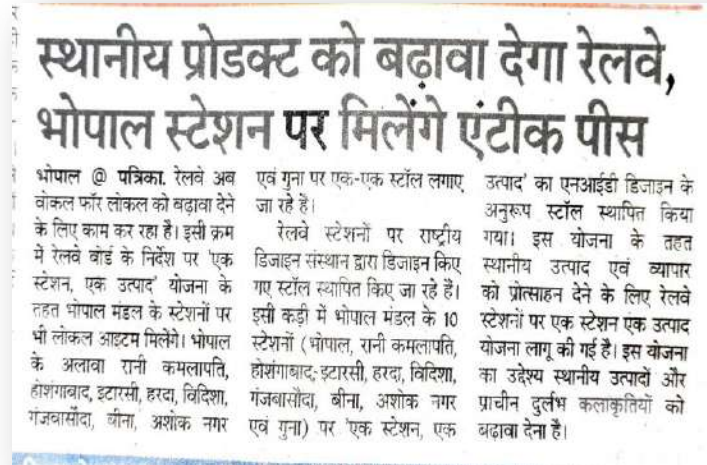 स्थानीय प्रोडक्ट को बढ़ावा देगा रेलवे,
भोपाल स्टेशन पर मिलेंगे एंटीक पीस
भोपाल @ पत्रिका. रेलवे अब
वोकल फॉर लोकल को बढ़ावा देने
के लिए काम कर रहा है। इसी क्रम
में रेलवे बोर्ड के निर्देश पर 'एक
स्टेशन, एक उत्पाद' योजना के
तहत भोपाल मंडल के स्टेशनों पर
भी लोकल आइटम मिलेंगे। भोपाल
के अलावा रानी कमलापति,
होशंगाबाद, इटारसी, हरदा, विदिशा,
गंजवासौदा, बीना, अशोक नगर
एवं गुना पर एक-एक स्टॉल लगाए
जा रहे है।
रेलवे स्टेशनों पर राष्ट्रीय
डिजाइन संस्थान द्वारा डिजाइन किए
गए स्टॉल स्थापित किए जा रहे है।
इसी कड़ी में भोपाल मंडल के 10
स्टेशनों (भोपाल, रानी कमलापति,
होशंगाबाद, इटारसी, हरदा, विदिशा,
गंजबासौदा, बीना, अशोक नगर
एवं गुना) पर 'एक स्टेशन, एक
उत्पाद' का एनआईडी डिजाइन के
अनुरूप स्टॉल स्थापित किया
गया। इस योजना के तहत
स्थानीय उत्पाद एवं व्यापार
को प्रोत्साहन देने के लिए रेलवे
स्टेशनों पर एक स्टेशन एक उत्पाद
योजना लागू की गई है। इस योजना
का उद्देश्य स्थानीय उत्पादों और
प्राचीन दुर्लभ कलाकृतियों को
बढ़ावा देना है।